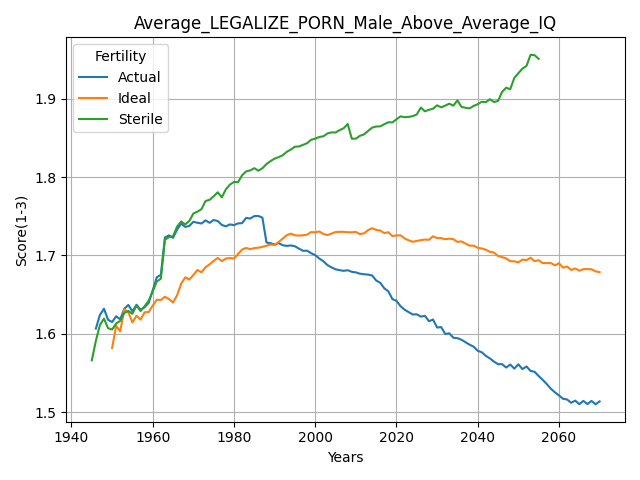 Average_LEGALIZE_PORN_Male_Above_Average_IQ
Fertility
Actual
Ideal
Sterile
Score(1-3)
1.9
1.8
1.7
1.6
1.5
1940 1960 1980 2000 2020 2040 2060
Years